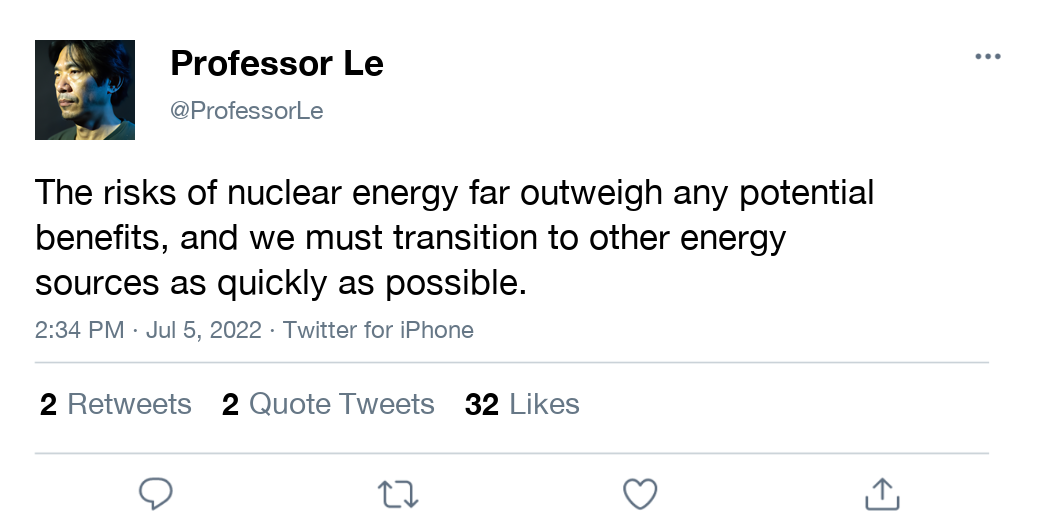 Professor Le
@ProfessorLe
The risks of nuclear energy far outweigh any potential
benefits, and we must transition to other energy
sources as quickly as possible.
2:34 PM · Jul 5, 2022 · Twitter for iPhone
2 Retweets 2 Quote Tweets 32 Likes